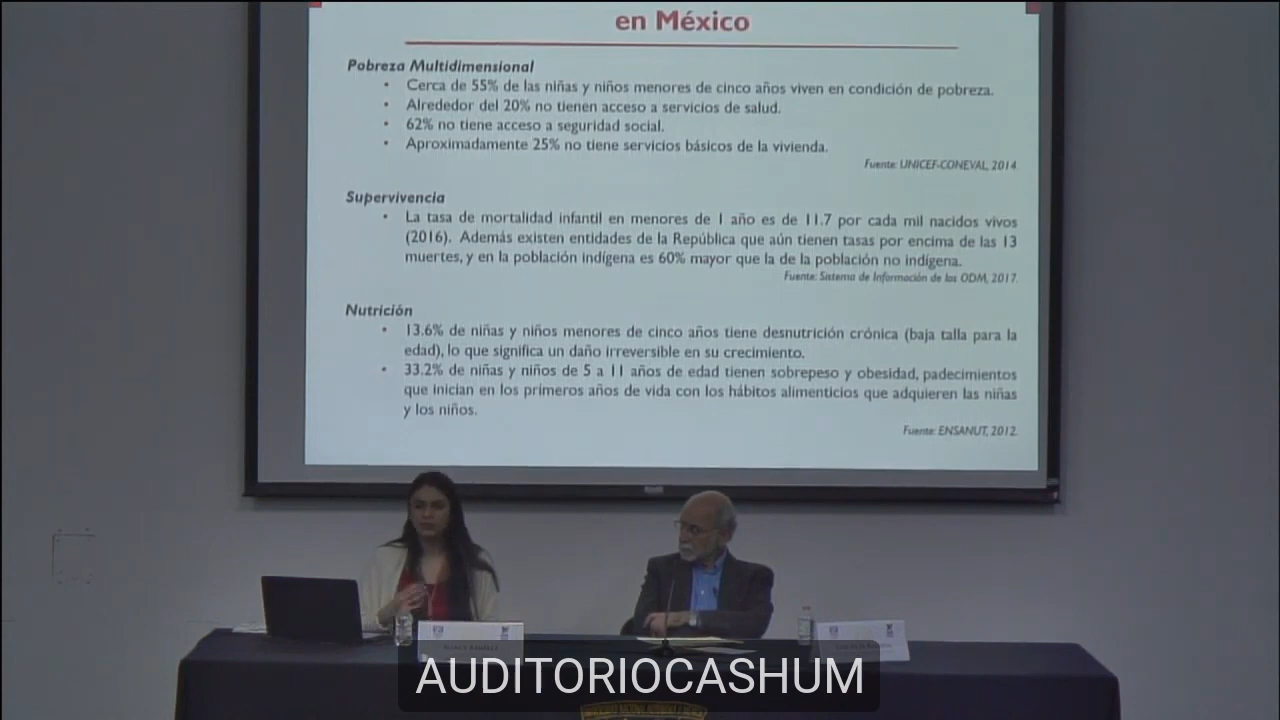 en México
Pobreza Multidimensional
• Cerca de 55% de las niñas y niños menores de cinco años viven en condición de pobreza.
• Alrededor del 20% no tienen acceso a servicios de salud.
• 62% no tiene acceso a seguridad social.
• Aproximadamente 25% no tiene servicios básicos de la vivienda.
Fuente: UNICEF-CONEVAL, 2014
Supervivencia
• La tasa de mortalidad infantil en menores de 1 año es de 11.7 por cada mil nacidos vivos
(2016). Además existen entidades de la República que aún tienen tasas por encima de las 13
muertes, y en la población indígena es 60% mayor que la de la población no indígena.
Fuente: Sistema de Información de los ODM, 2017.
Nutrición
• 13.6% de niñas y niños menores de cinco años tiene desnutrición crónica (baja talla para la
edad), lo que significa un daño irreversible en su crecimiento.
• 33.2% de niñas y niños de 5 a 11 años de edad tienen sobrepeso y obesidad, padecimientos
que inician en los primeros años de vida con los hábitos alimenticios que adquieren las niñas
y los niños.
Fuente: ENSANUT, 2012.
AUDITORIOCASHUM